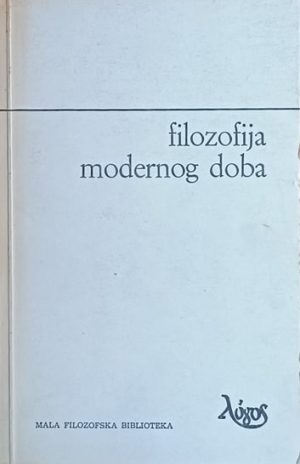 filozofija
modernog doba
λόγος
MALA FILOZOFSKA BIBLIOTEKA